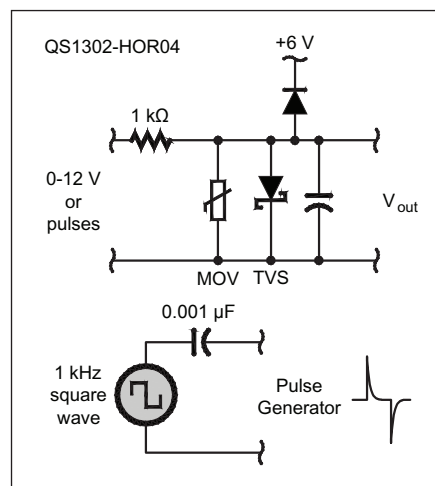 QS1302-HOR04
+6 V
1 kΩ
0-12 V
or
pulses
V out
MOV
TVS
0.001 µF
1 kHz
square
wave
Pulse
Generator